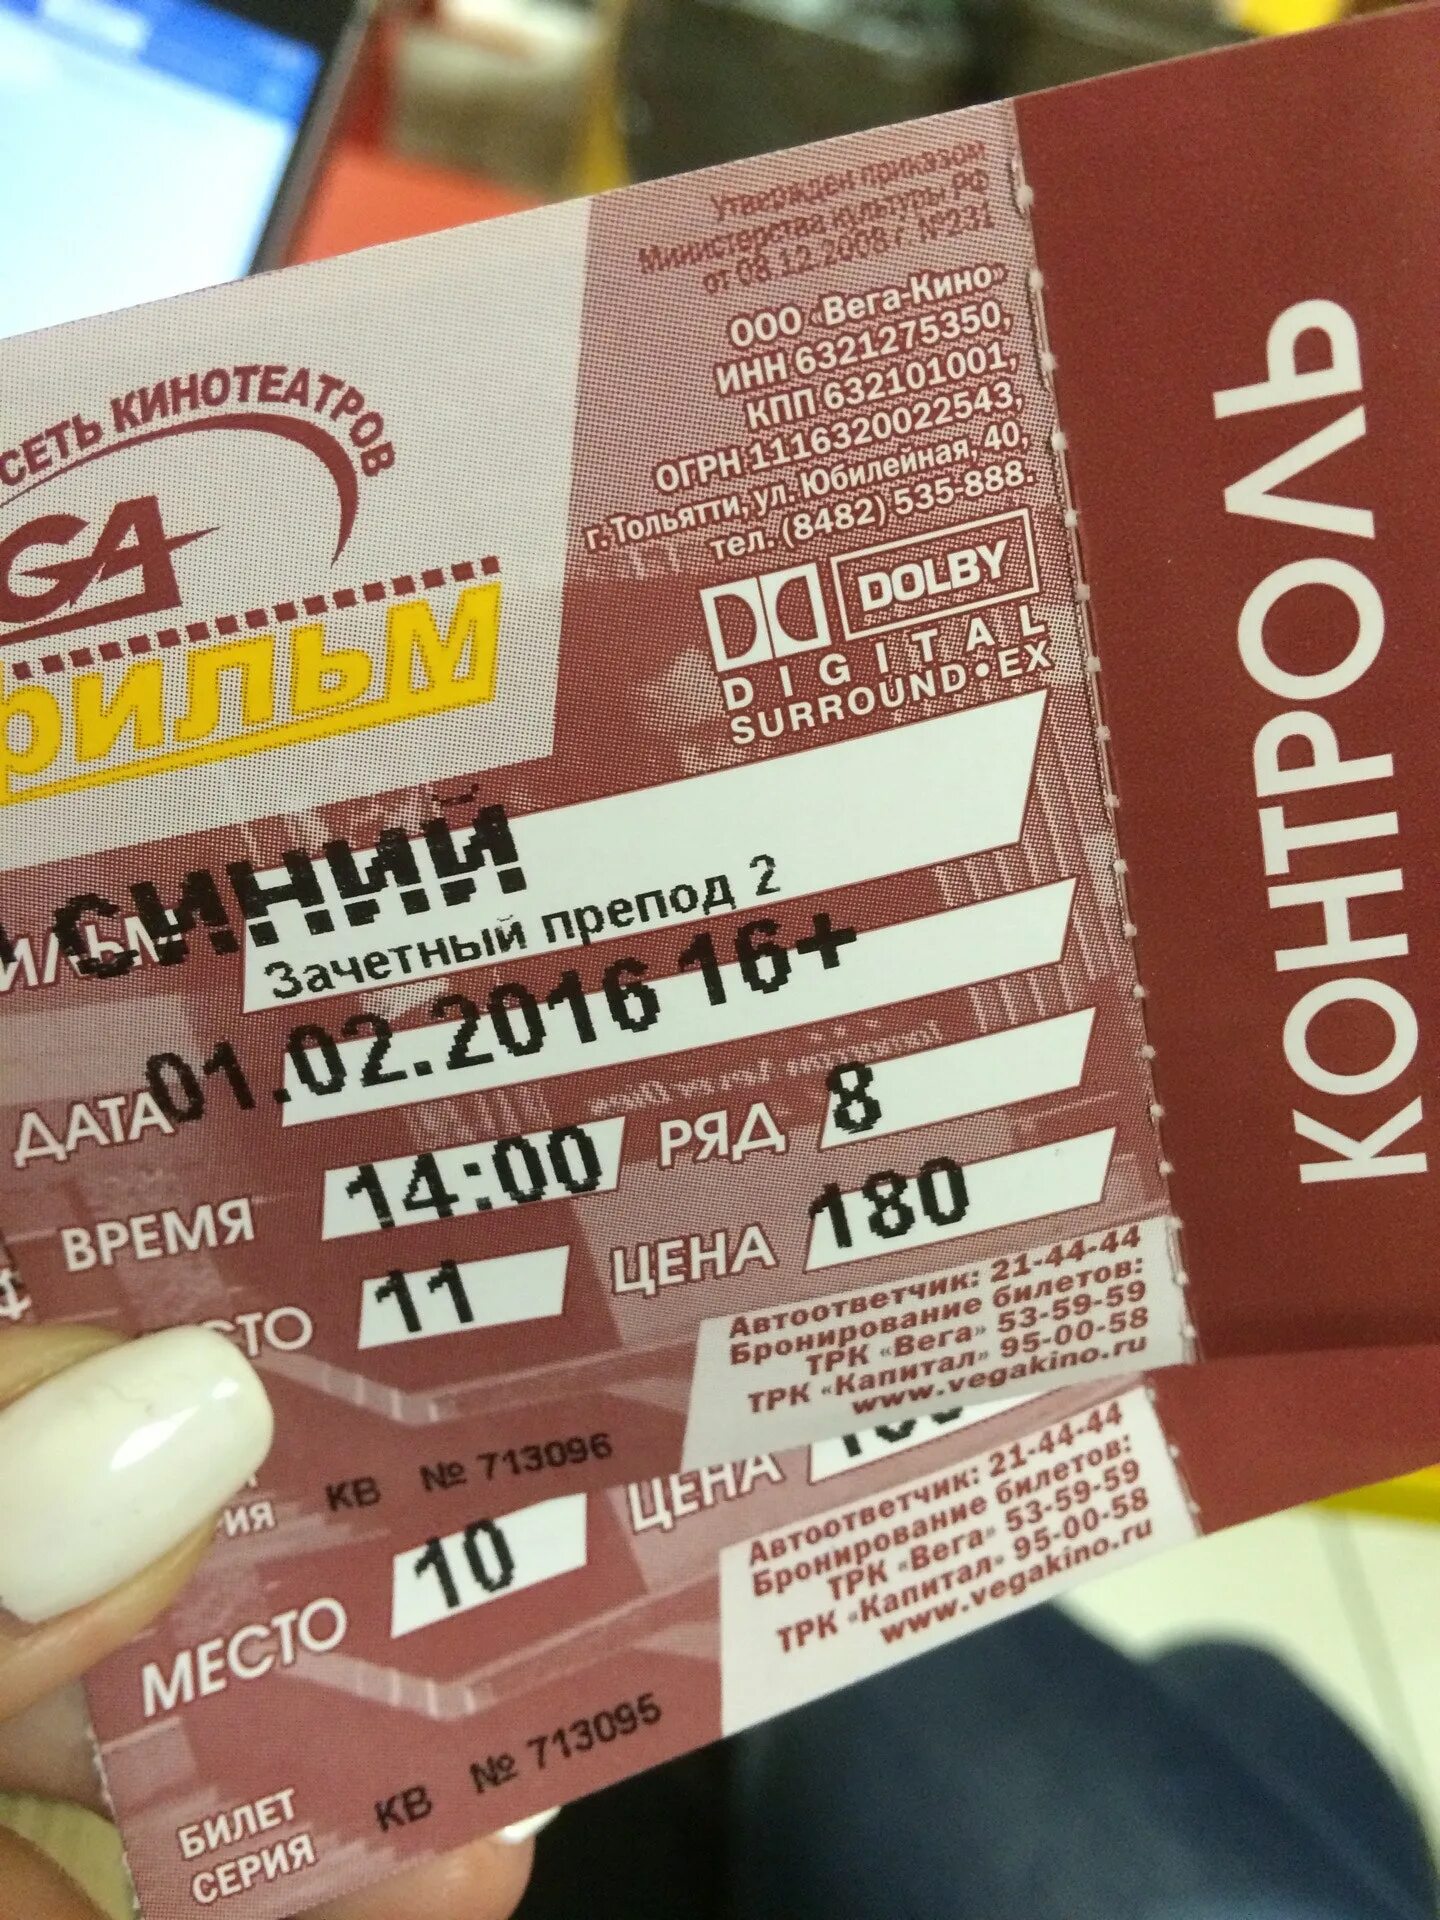 Утвержден приказом
Министерства культуры РФ
от 08.12.2008 г. №231
ООО «Вега-Кино»
ИНН 6321275350,
КПП 632101001,
ОГРН 1116320022543,
г. Тольятти, ул. Юбилейная, 40,
тел. (8482) 535-888.
СЕТЬ КИНОТЕАТРОВ
ГА
фильм
DOLBY
DIGITAL
SURROUND•EX
СИНИЙ
ИЛЬМ Зачетный препод 2
ДАТА 01.02.2016 16+
ВРЕМЯ 14:00 РЯД 8
СТО 11 ЦЕНА 180
Автоответчик: 21-44-44
Бронирование билетов:
ТРК «Вега» 53-59-59
ТРК «Капитал» 95-00-58
www.vegakino.ru
ИЯ КВ № 713096
КОНТРОЛЬ
МЕСТО 10 ЦЕНА
Автоответчик: 21-44-44
Бронирование билетов:
ТРК «Вега» 53-59-59
ТРК «Капитал» 95-00-58
www.vegakino.ru
БИЛЕТ
СЕРИЯ КВ № 713095